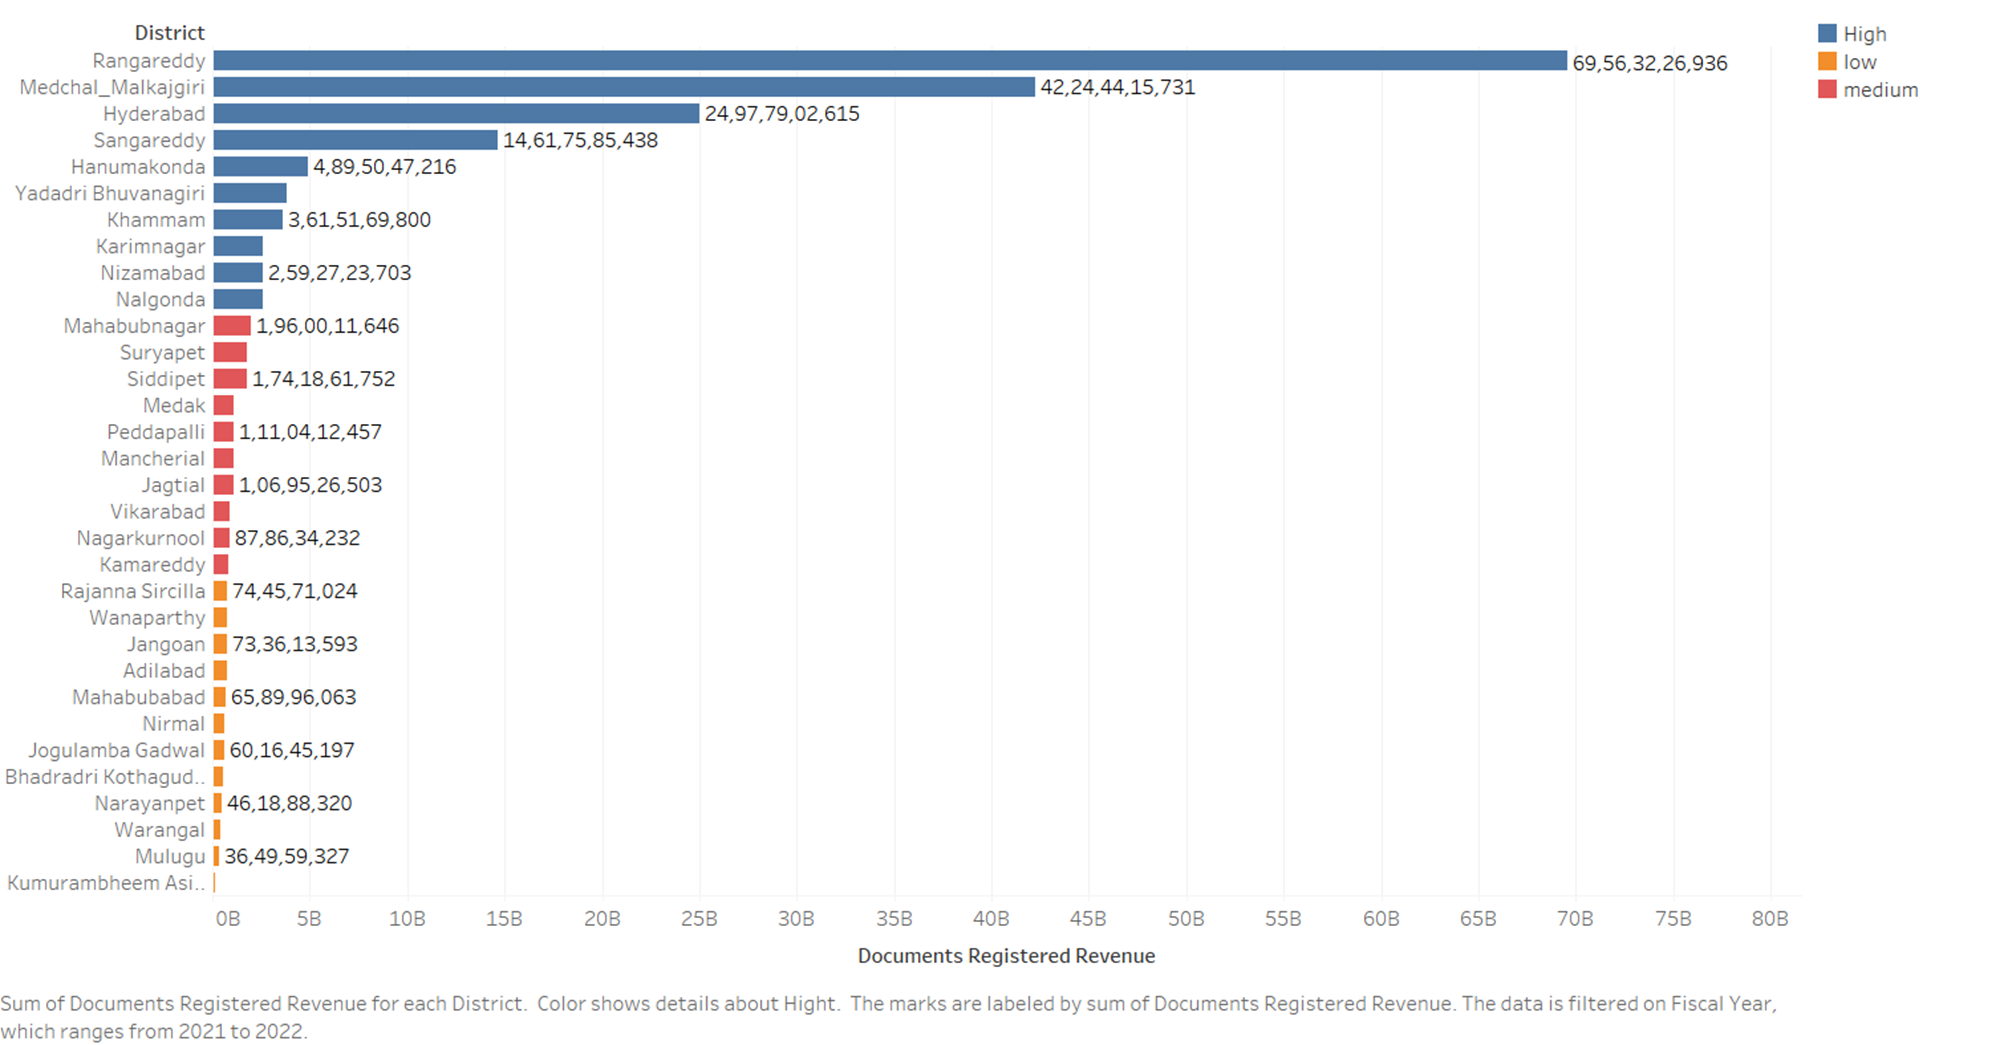 District
Rangareddy 69,56,32,26,936
Medchal_Malkajgiri 42,24,44,15,731
Hyderabad 24,97,79,02,615
Sangareddy 14,61,75,85,438
Hanumakonda 4,89,50,47,216
Yadadri Bhuvanagiri
Khammam 3,61,51,69,800
Karimnagar
Nizamabad 2,59,27,23,703
Nalgonda
Mahabubnagar 1,96,00,11,646
Suryapet
Siddipet 1,74,18,61,752
Medak
Peddapalli 1,11,04,12,457
Mancherial
Jagtial 1,06,95,26,503
Vikarabad
Nagarkurnool 87,86,34,232
Kamareddy
Rajanna Sircilla 74,45,71,024
Wanaparthy
Jangoan 73,36,13,593
Adilabad
Mahabubabad 65,89,96,063
Nirmal
Jogulamba Gadwal 60,16,45,197
Bhadradri Kothagud..
Narayanpet 46,18,88,320
Warangal
Mulugu 36,49,59,327
Kumurambheem Asi..
0B 5B 10B 15B 20B 25B 30B 35B 40B 45B 50B 55B 60B 65B 70B 75B 80B
Documents Registered Revenue
High
low
medium
Sum of Documents Registered Revenue for each District. Color shows details about Hight. The marks are labeled by sum of Documents Registered Revenue. The data is filtered on Fiscal Year,
which ranges from 2021 to 2022.